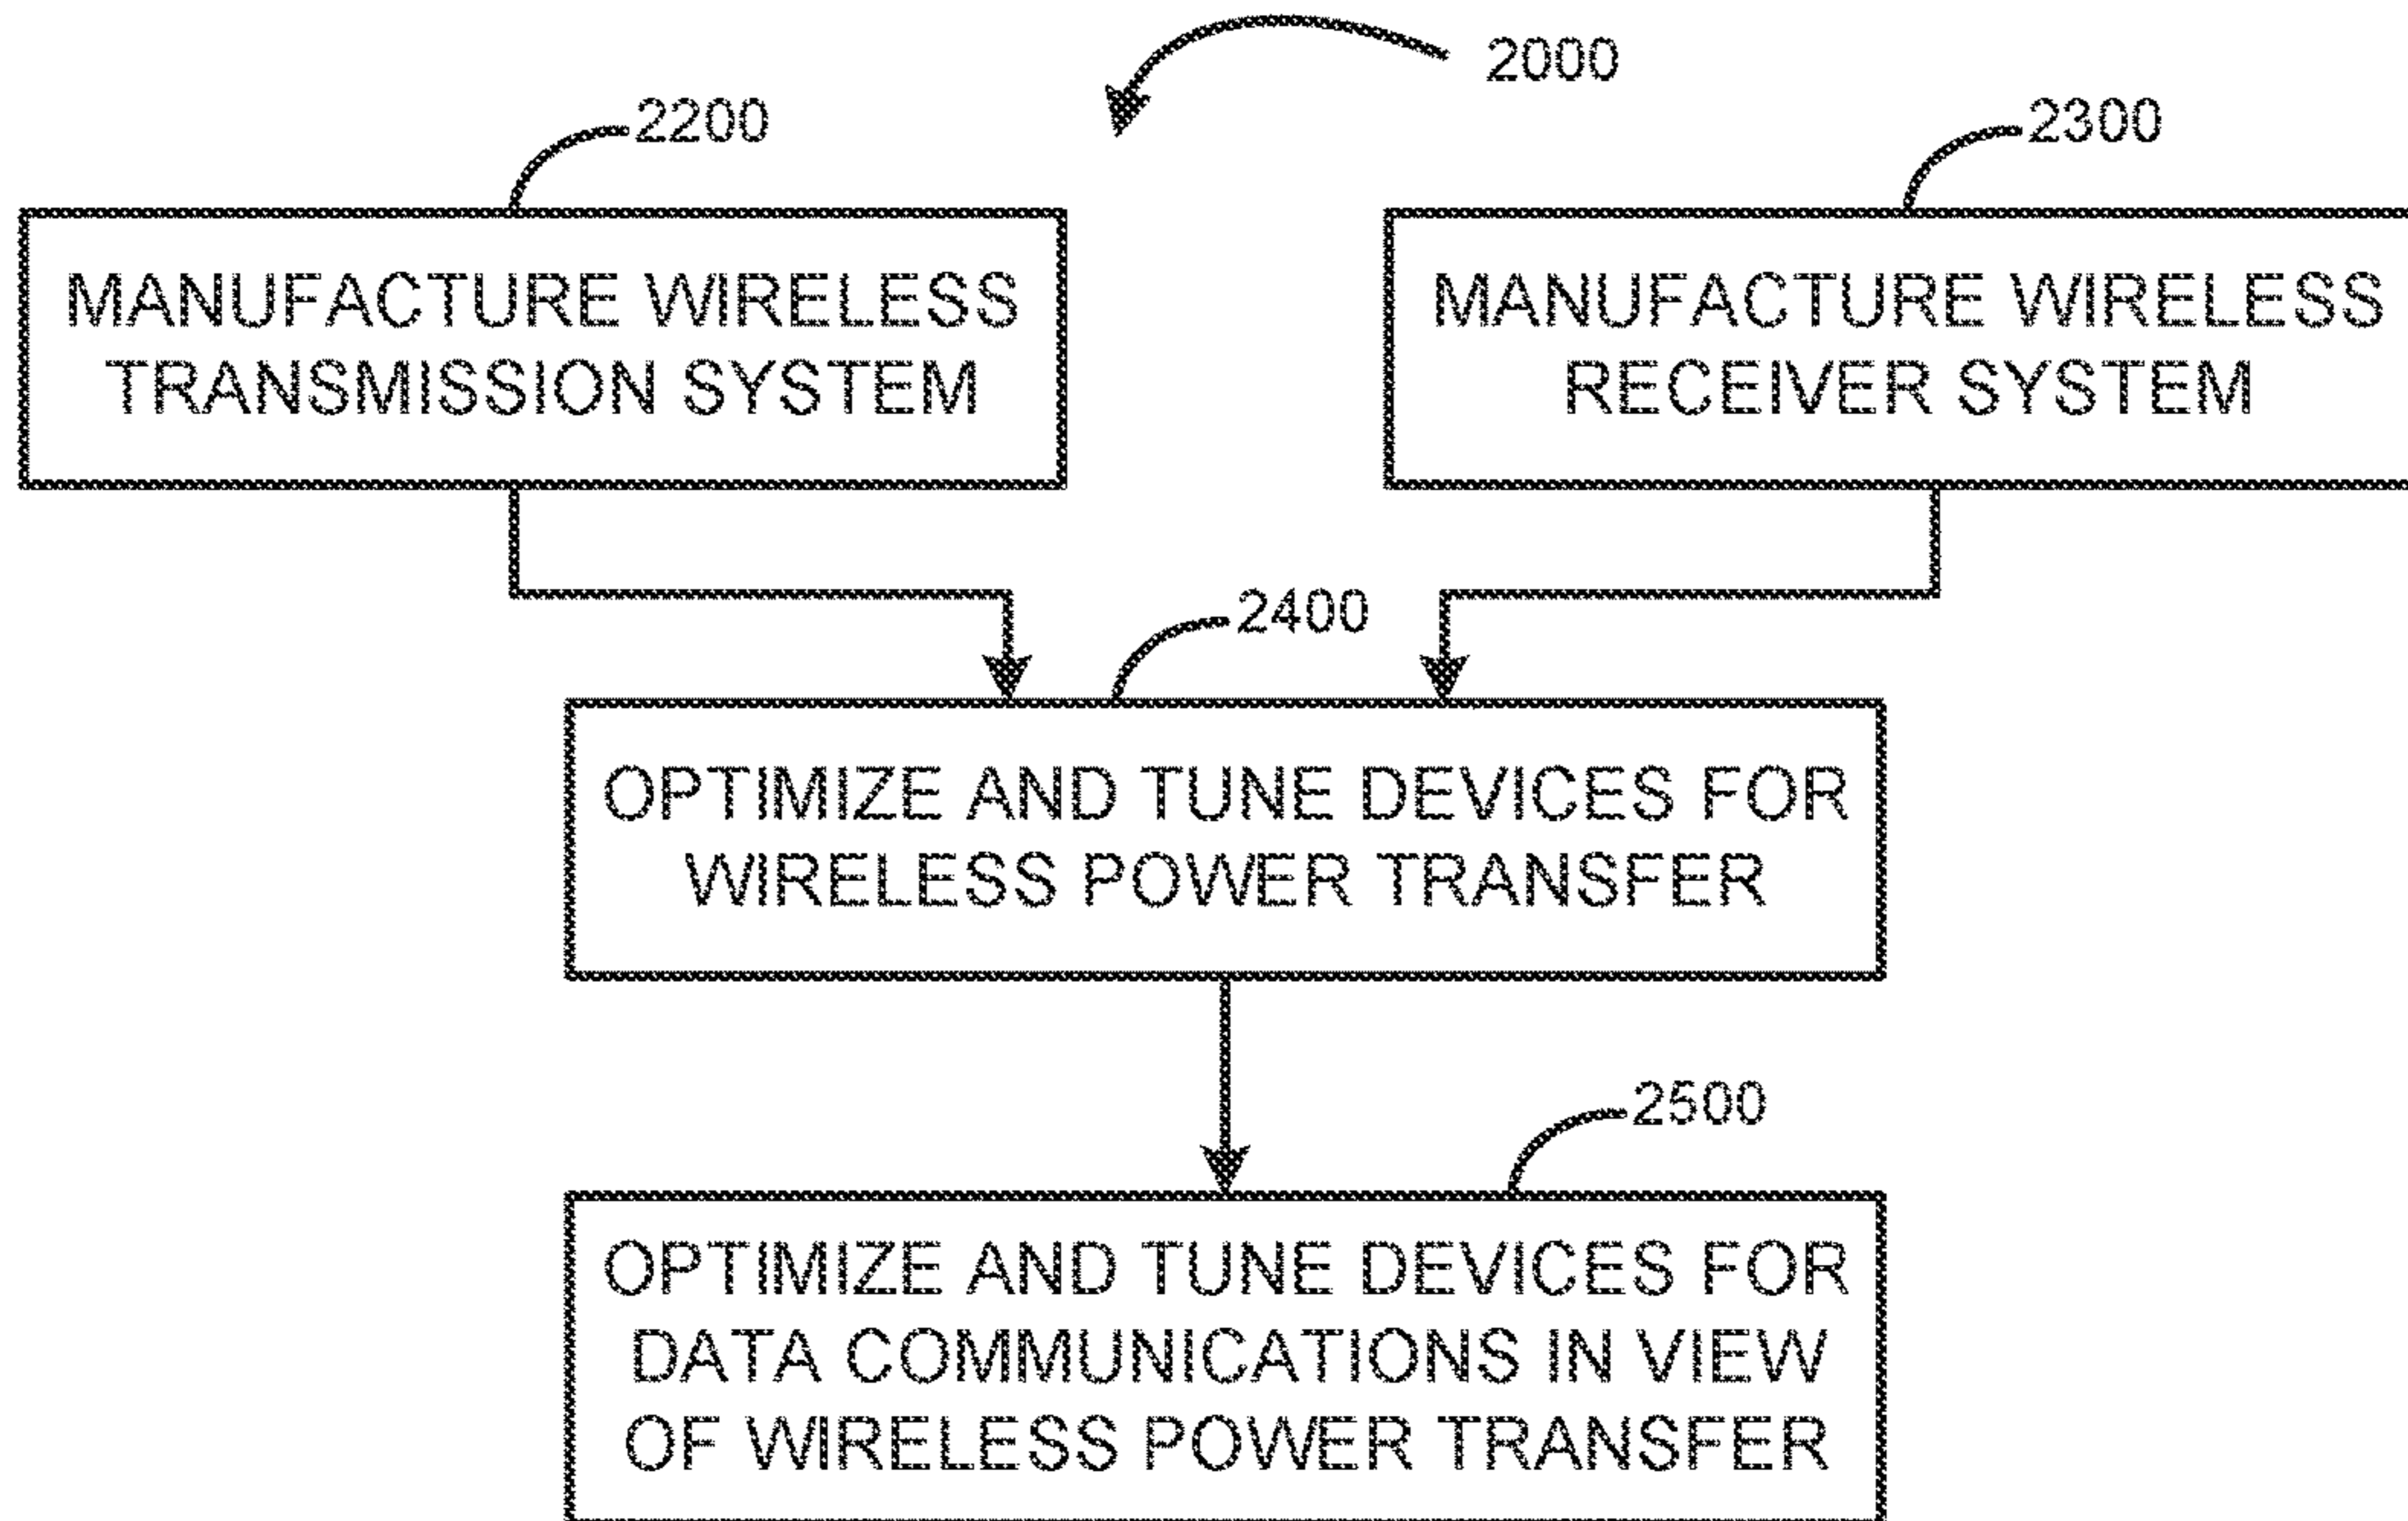 2000
2200
2300
MANUFACTURE WIRELESS
TRANSMISSION SYSTEM
MANUFACTURE WIRELESS
RECEIVER SYSTEM
2400
OPTIMIZE AND TUNE DEVICES FOR
WIRELESS POWER TRANSFER
2500
OPTIMIZE AND TUNE DEVICES FOR
DATA COMMUNICATIONS IN VIEW
OF WIRELESS POWER TRANSFER